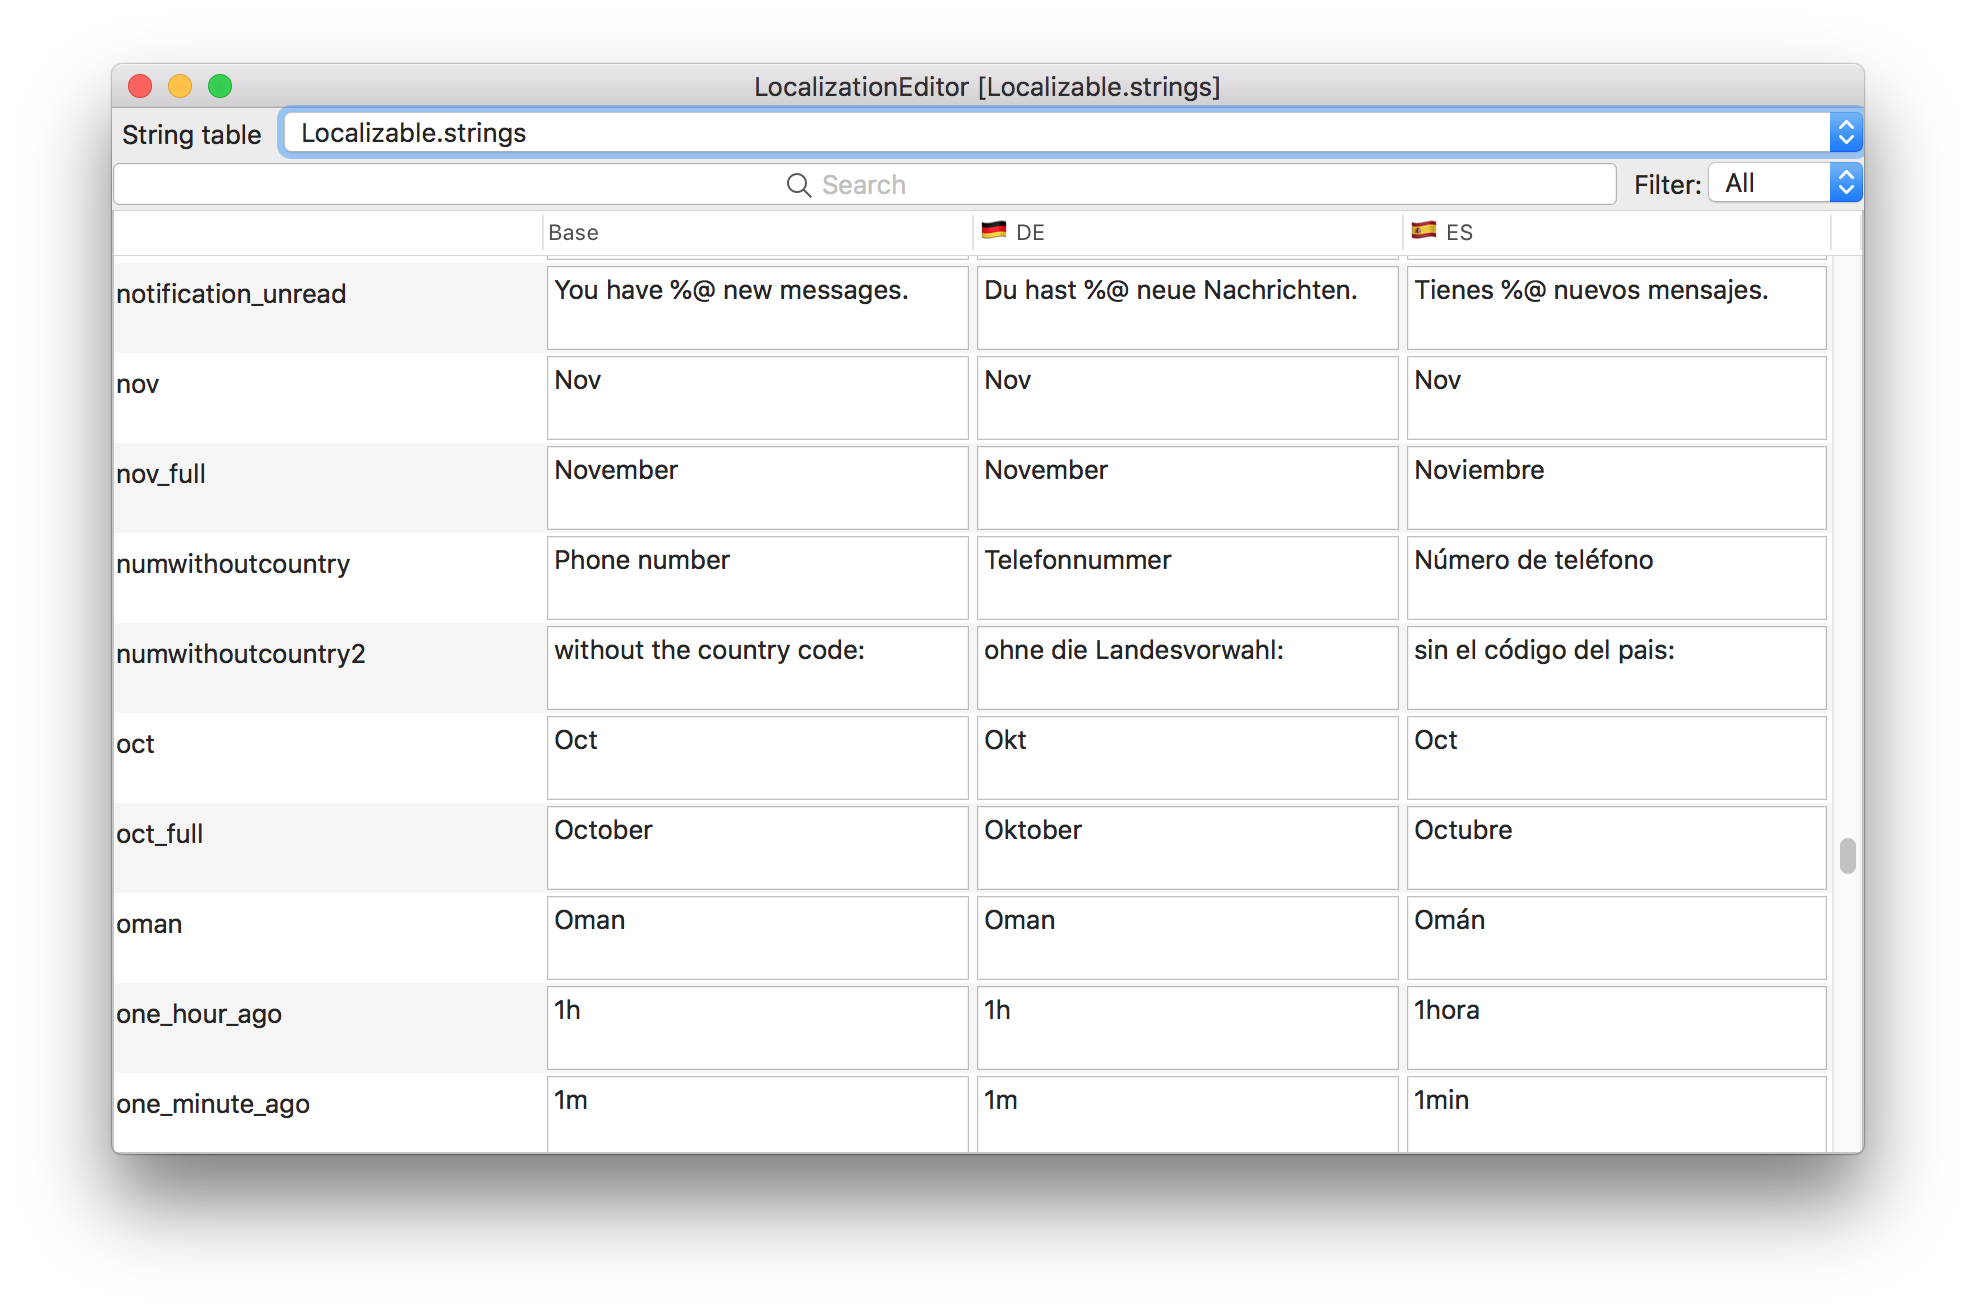 LocalizationEditor [Localizable.strings]
String table Localizable.strings
Search Filter: All
Base DE ES
notification_unread You have %@ new messages. Du hast %@ neue Nachrichten. Tienes %@ nuevos mensajes.
nov Nov Nov Nov
nov_full November November Noviembre
numwithoutcountry Phone number Telefonnummer Número de teléfono
numwithoutcountry2 without the country code: ohne die Landesvorwahl: sin el código del pais:
oct Oct Okt Oct
oct_full October Oktober Octubre
oman Oman Oman Omán
one_hour_ago 1h 1h 1hora
one_minute_ago 1m 1m 1min